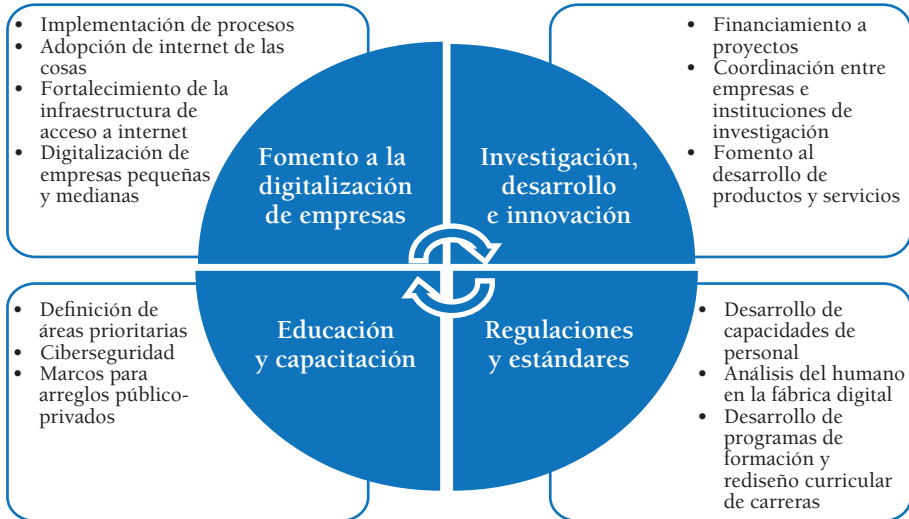 • Implementación de procesos
• Adopción de internet de las
cosas
• Fortalecimiento de la
infraestructura de
acceso a internet
• Digitalización de
empresas pequeñas
y medianas
Fomento a la
digitalización
de empresas
Investigación,
desarrollo
e innovación
• Financiamiento a
proyectos
• Coordinación entre
empresas e
instituciones de
investigación
• Fomento al
desarrollo de
productos y servicios
• Definición de
áreas prioritarias
• Ciberseguridad
• Marcos para
arreglos público-
privados
Educación
y capacitación
Regulaciones
y estándares
• Desarrollo de
capacidades de
personal
• Análisis del humano
en la fábrica digital
• Desarrollo de
programas de
formación y
rediseño curricular
de carreras